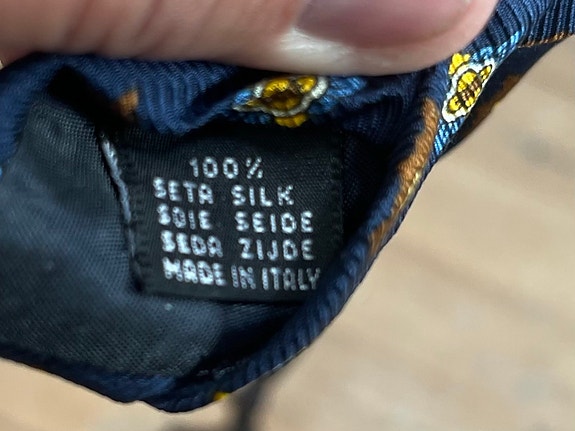 100%
SETA SILK
SOIE SEIDE
SEDA ZIJDE
MADE IN ITALY